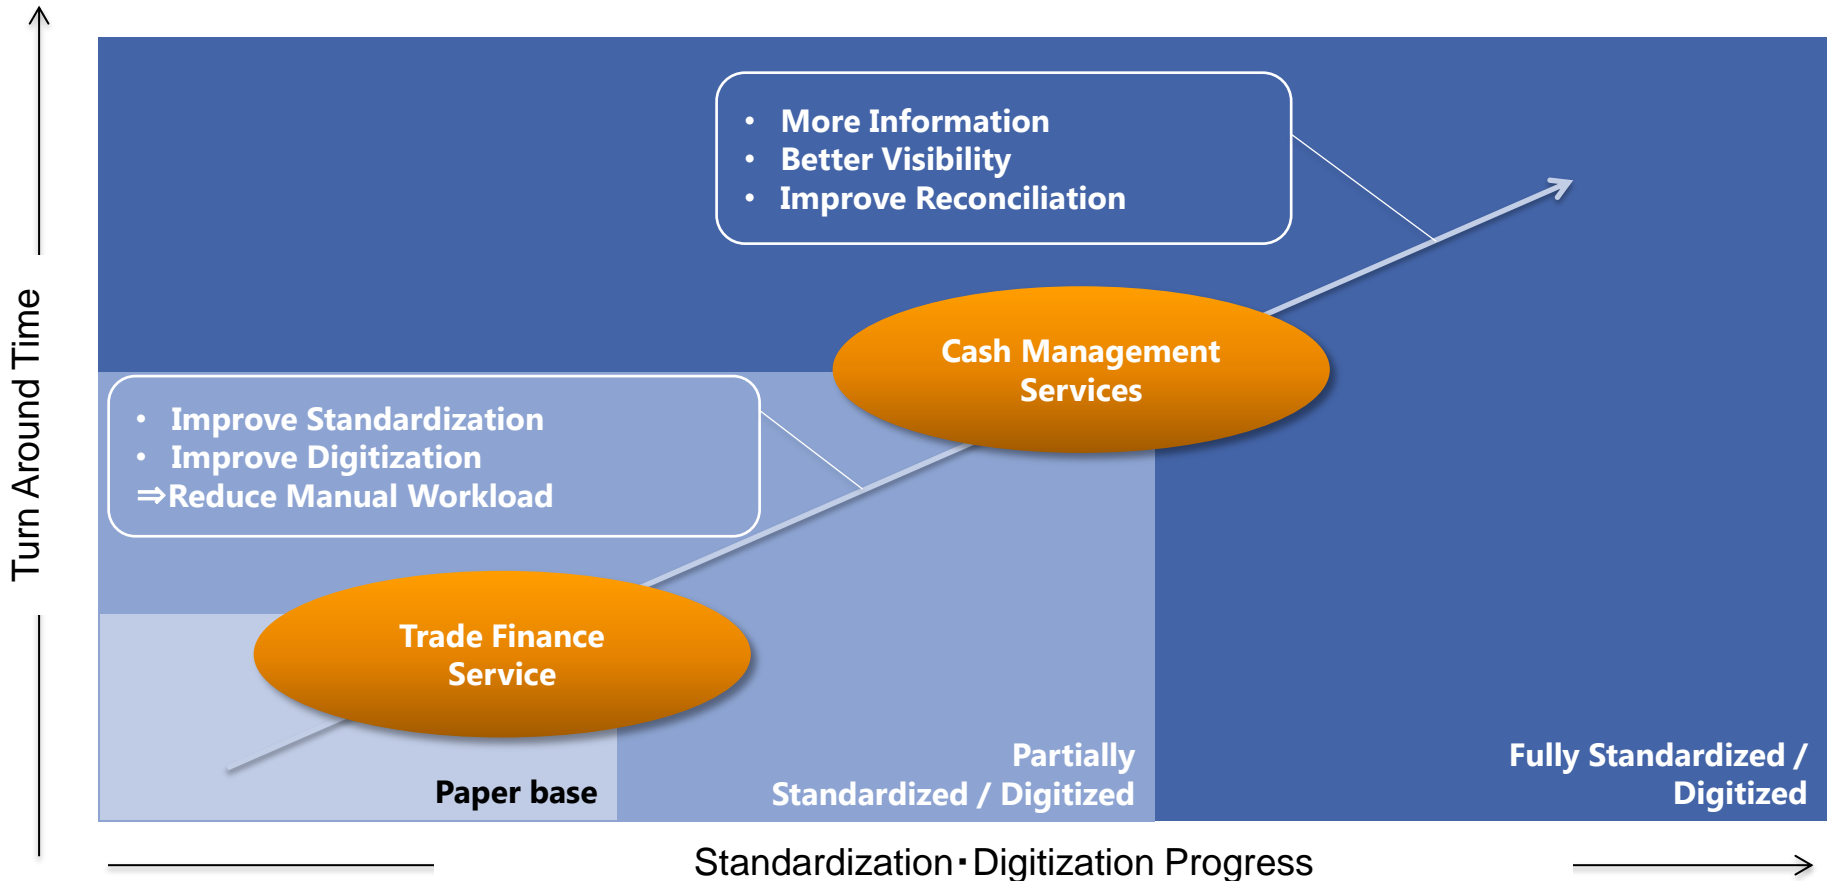 • More Information
• Better Visibility
• Improve Reconciliation
Cash Management
Services
• Improve Standardization
• Improve Digitization
⇒Reduce Manual Workload
Turn Around Time
Trade Finance
Service
Paper base
Partially
Standardized / Digitized
Fully Standardized /
Digitized
Standardization・Digitization Progress